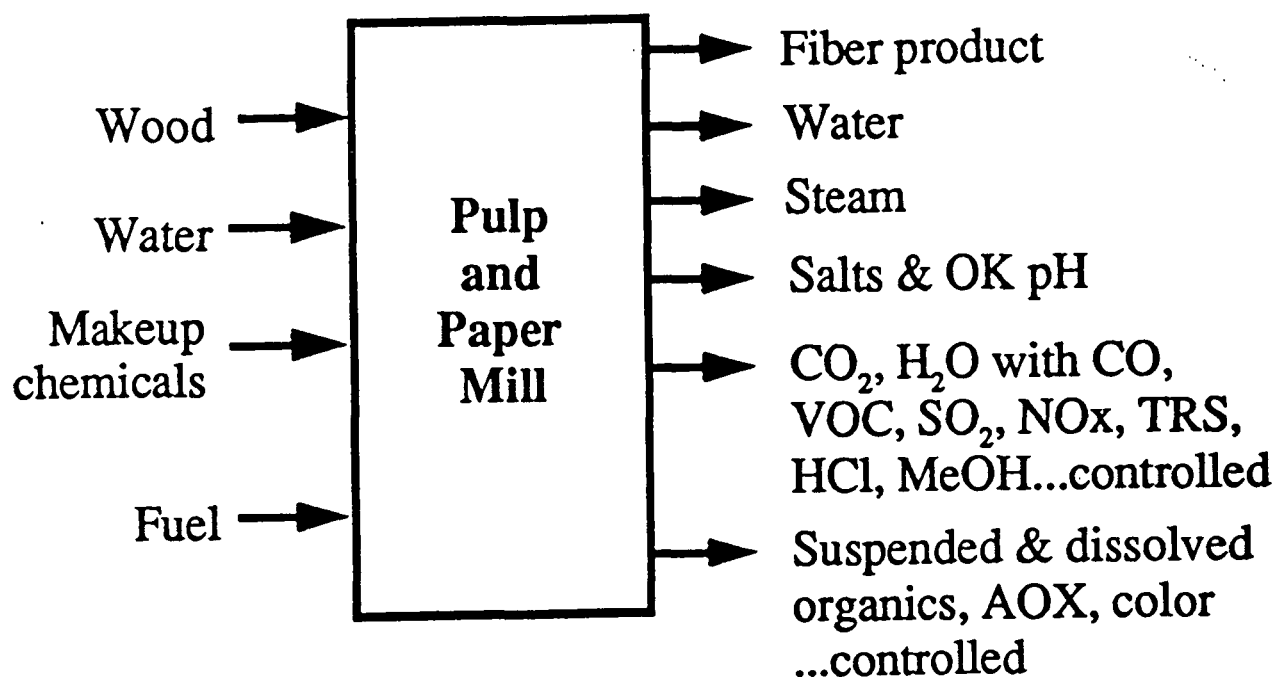 Wood
Water
Makeup
chemicals
Fuel
Pulp
and
Paper
Mill
Fiber product
Water
Steam
Salts & OK pH
CO₂, H₂O with CO,
VOC, SO₂, NOx, TRS,
HCl, MeOH...controlled
Suspended & dissolved
organics, AOX, color
...controlled